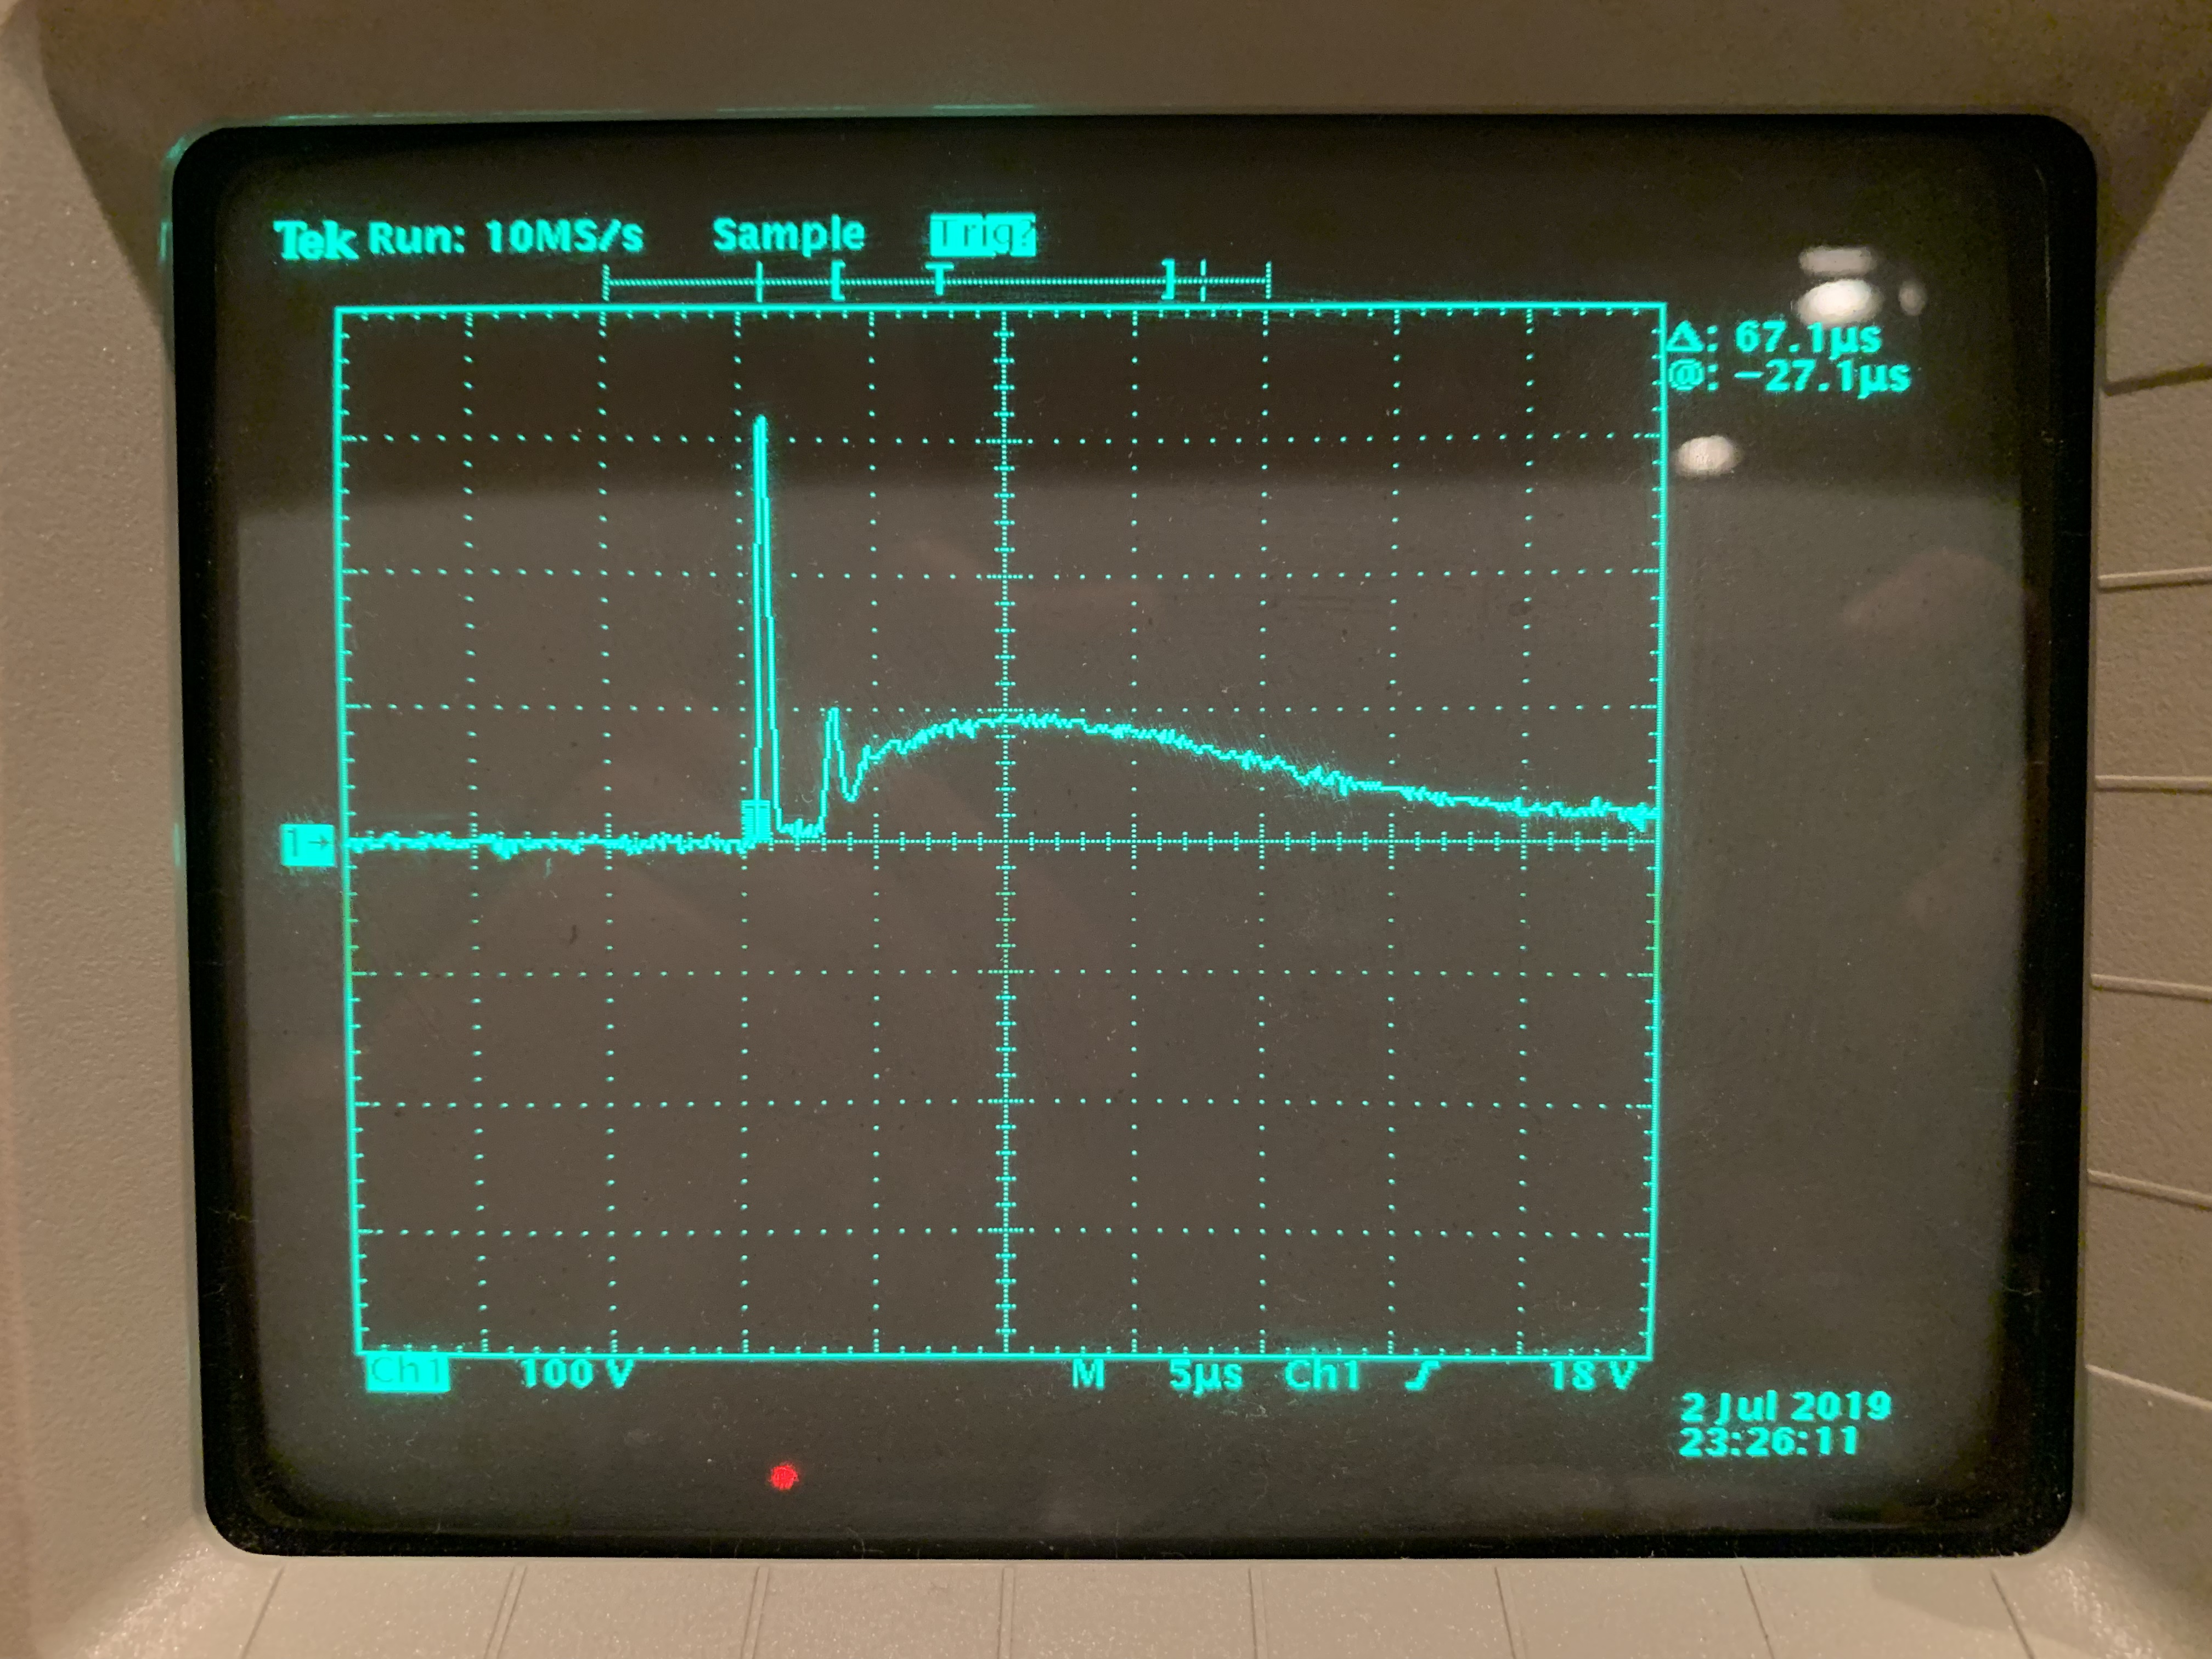 Tek Run: 10MS/s Sample Trig?
T
Δ: 67.1µs
@: -27.1µs
1→
Ch1 100 V M 5µs Ch1 18 V
2 Jul 2019
23:26:11